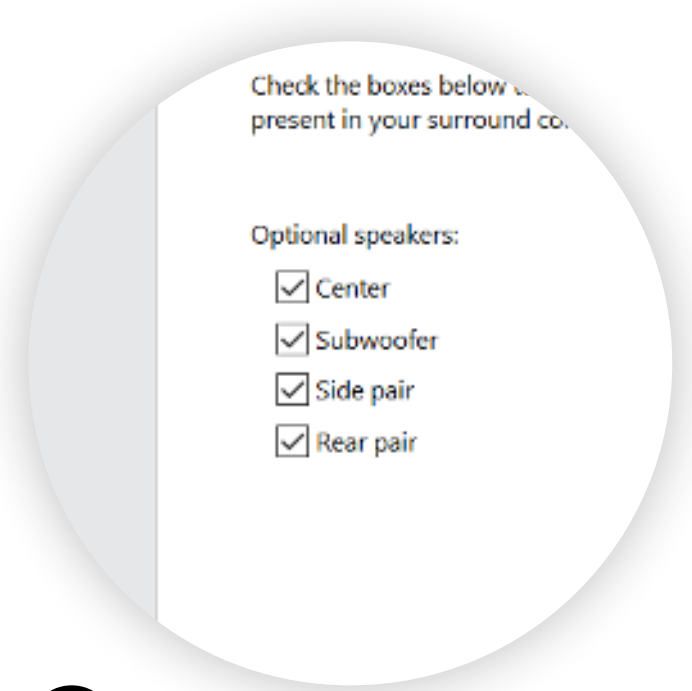 Check the boxes below
present in your surround
Optional speakers:
Center
Subwoofer
Side pair
Rear pair